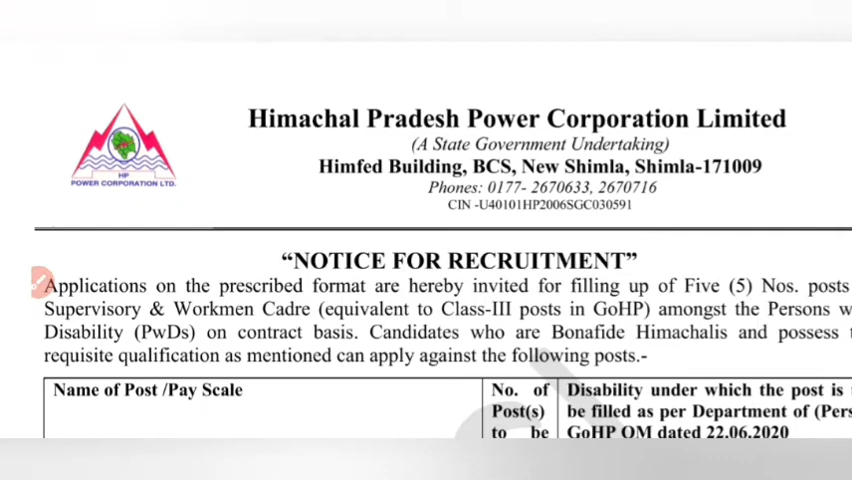 HP
POWER CORPORATION LTD.
Himachal Pradesh Power Corporation Limited
(A State Government Undertaking)
Himfed Building, BCS, New Shimla, Shimla-171009
Phones: 0177- 2670633, 2670716
CIN -U40101HP2006SGC030591
“NOTICE FOR RECRUITMENT”
Applications on the prescribed format are hereby invited for filling up of Five (5) Nos. posts
Supervisory & Workmen Cadre (equivalent to Class-III posts in GoHP) amongst the Persons
Disability (PwDs) on contract basis. Candidates who are Bonafide Himachalis and possess
requisite qualification as mentioned can apply against the following posts.-
Name of Post /Pay Scale
No. of
Post(s)
to be
Disability under which the post is
be filled as per Department of (Pers
GoHP OM dated 22.06.2020